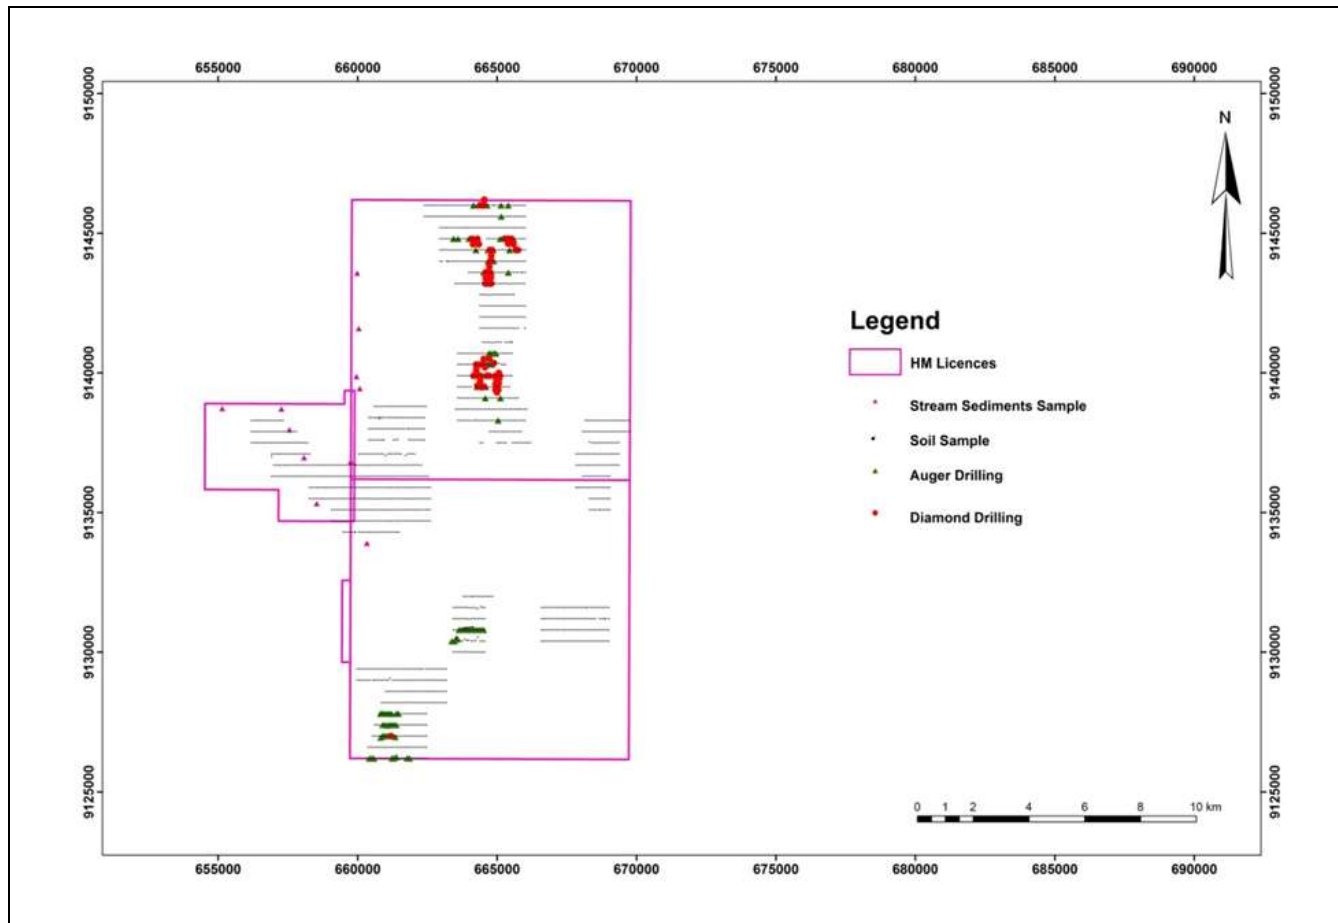 655000 660000 665000 670000 675000 680000 685000 690000
9150000 9150000
N
9145000 9145000
Legend
HM Licences
9140000 9140000
Stream Sediments Sample
Soil Sample
Auger Drilling
9135000 9135000
Diamond Drilling
9130000 9130000
9125000 9125000
0 1 2 4 6 8 10 km
655000 660000 665000 670000 675000 680000 685000 690000